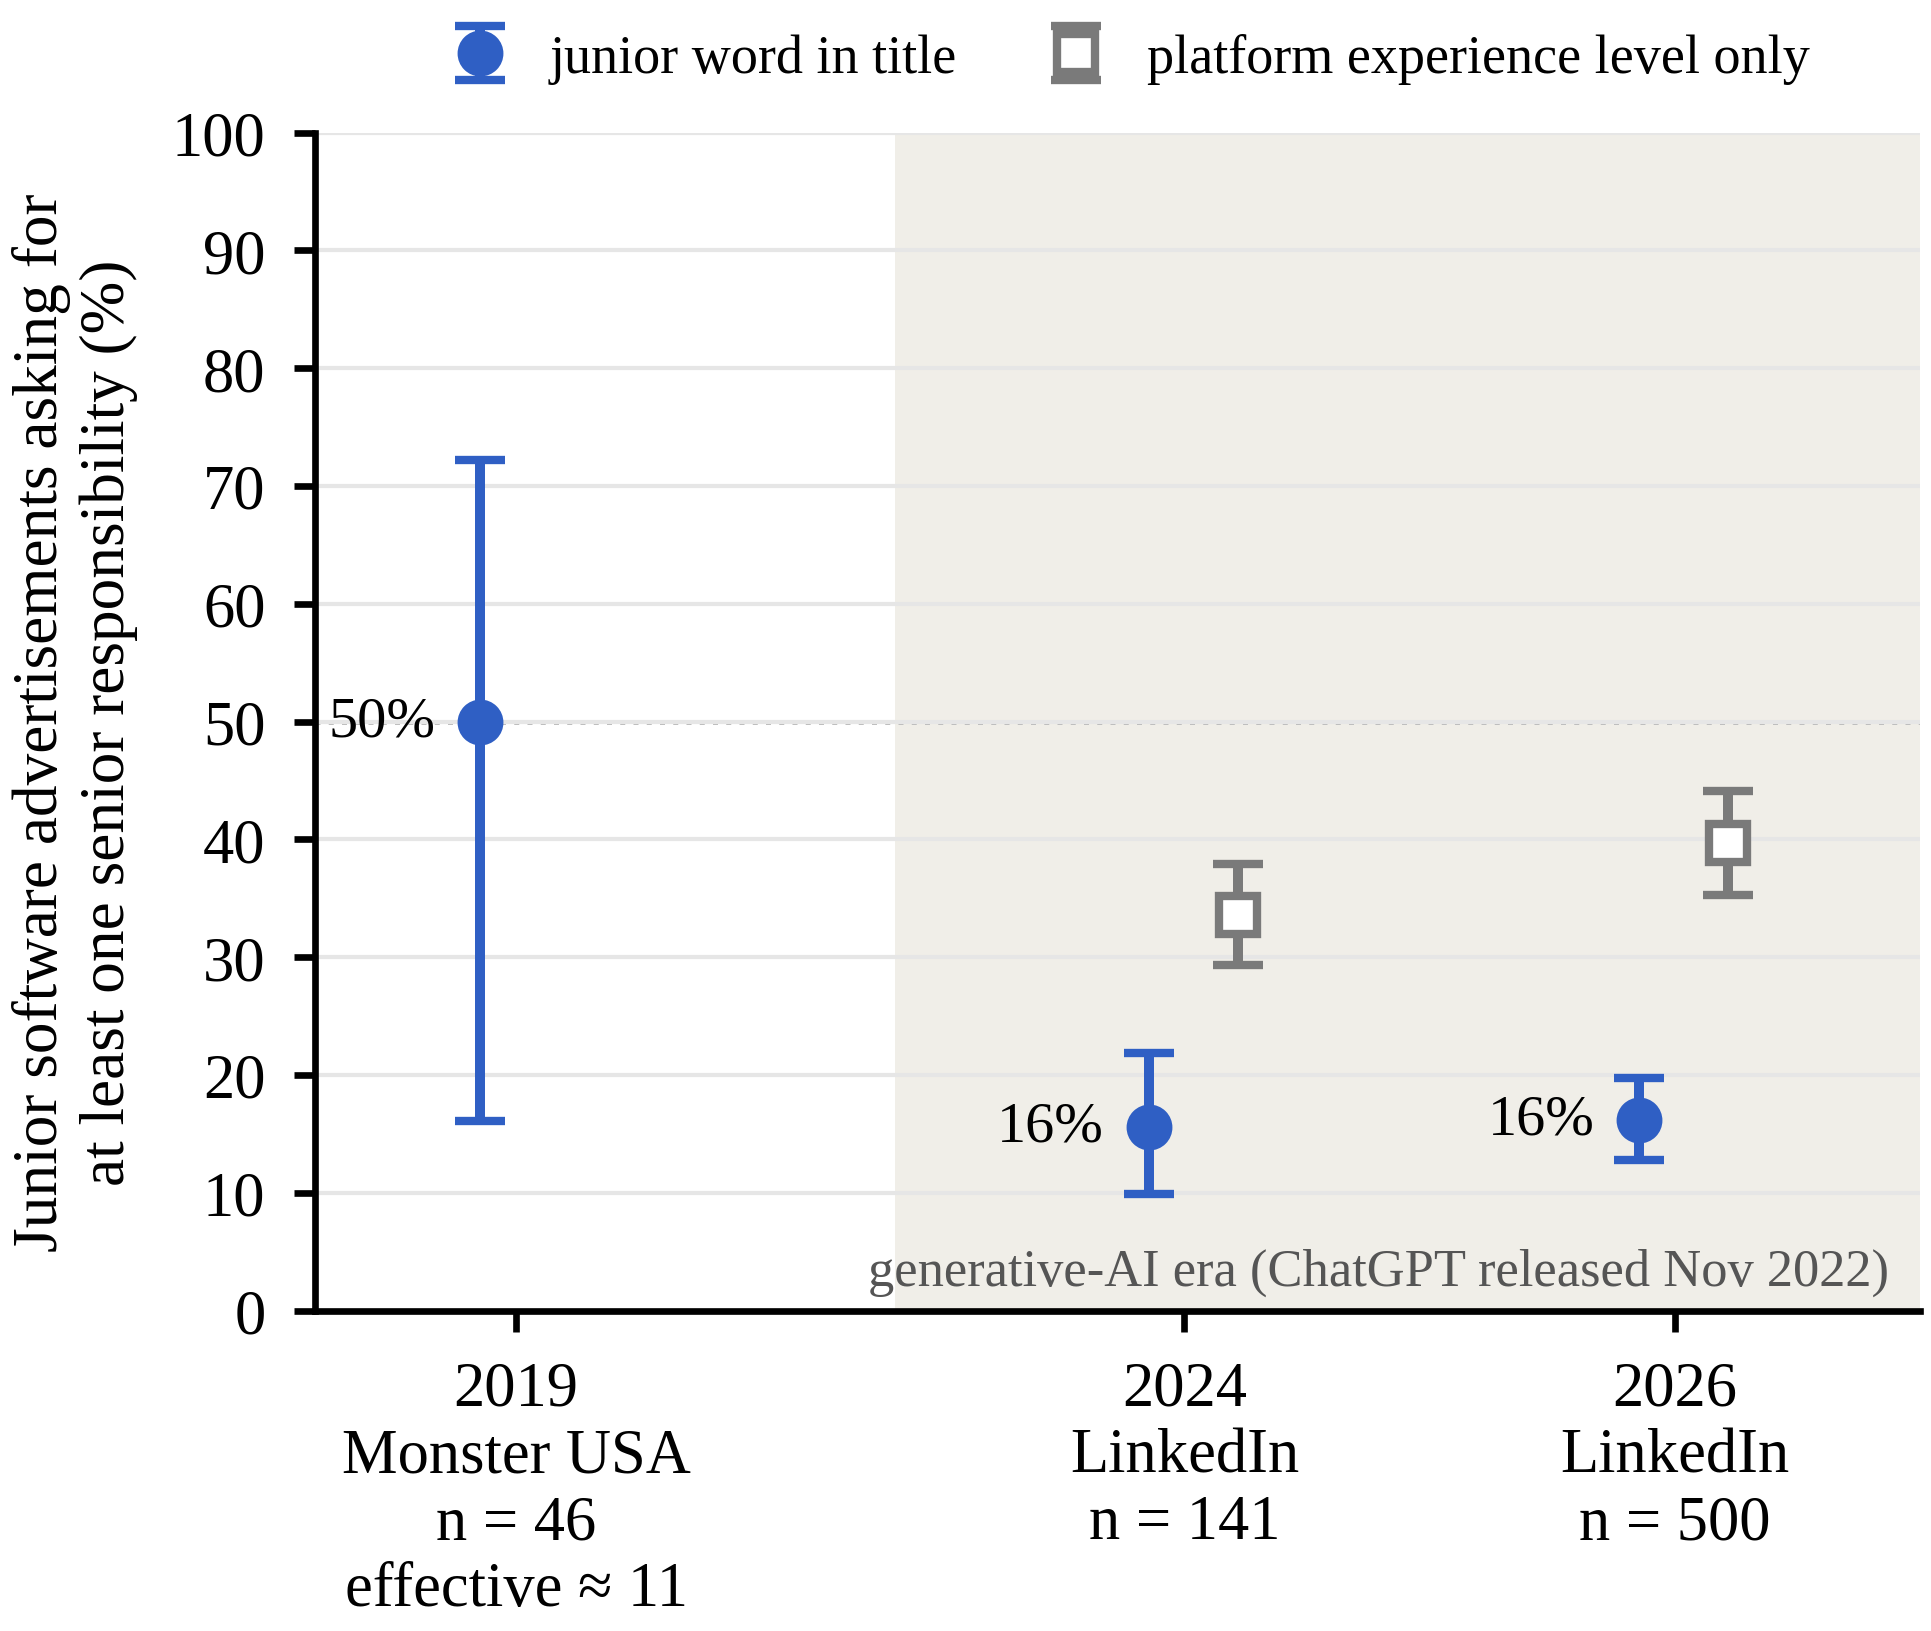 junior word in title
platform experience level only
Junior software advertisements asking for
at least one senior responsibility (%)
100
90
80
70
60
50
40
30
20
10
0
50%
16%
16%
generative-AI era (ChatGPT released Nov 2022)
2019
Monster USA
n = 46
effective ≈ 11
2024
LinkedIn
n = 141
2026
LinkedIn
n = 500